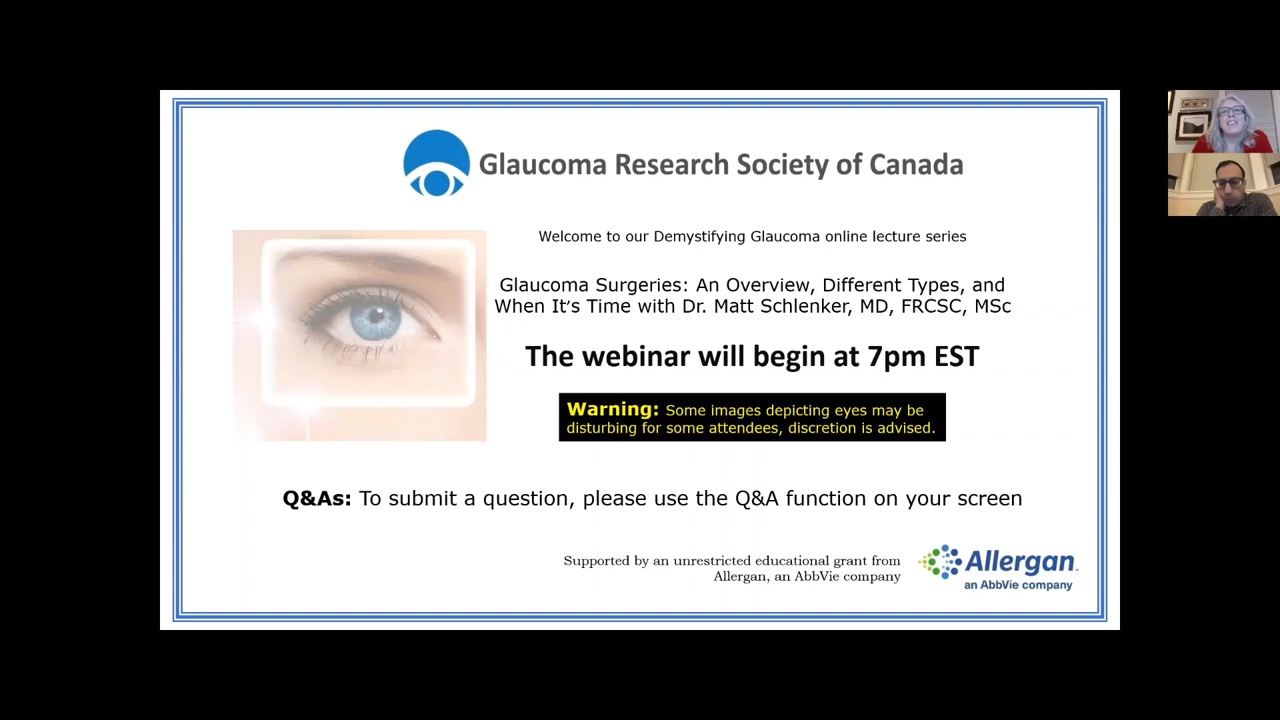 Glaucoma Research Society of Canada
Welcome to our Demystifying Glaucoma online lecture series
Glaucoma Surgeries: An Overview, Different Types, and
When It's Time with Dr. Matt Schlenker, MD, FRCSC, MSc
The webinar will begin at 7pm EST
Warning: Some images depicting eyes may be
disturbing for some attendees, discretion is advised.
Q&As: To submit a question, please use the Q&A function on your screen
Supported by an unrestricted educational grant from
Allergan, an AbbVie company
Allergan
an AbbVie company